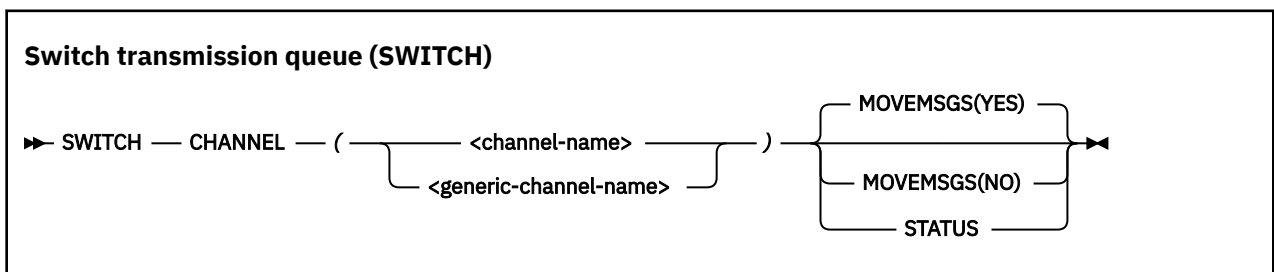 Switch transmission queue (SWITCH)
MOVEMSGS(YES)
SWITCH CHANNEL ( <channel-name> )
<generic-channel-name> MOVEMSGS(NO)
STATUS